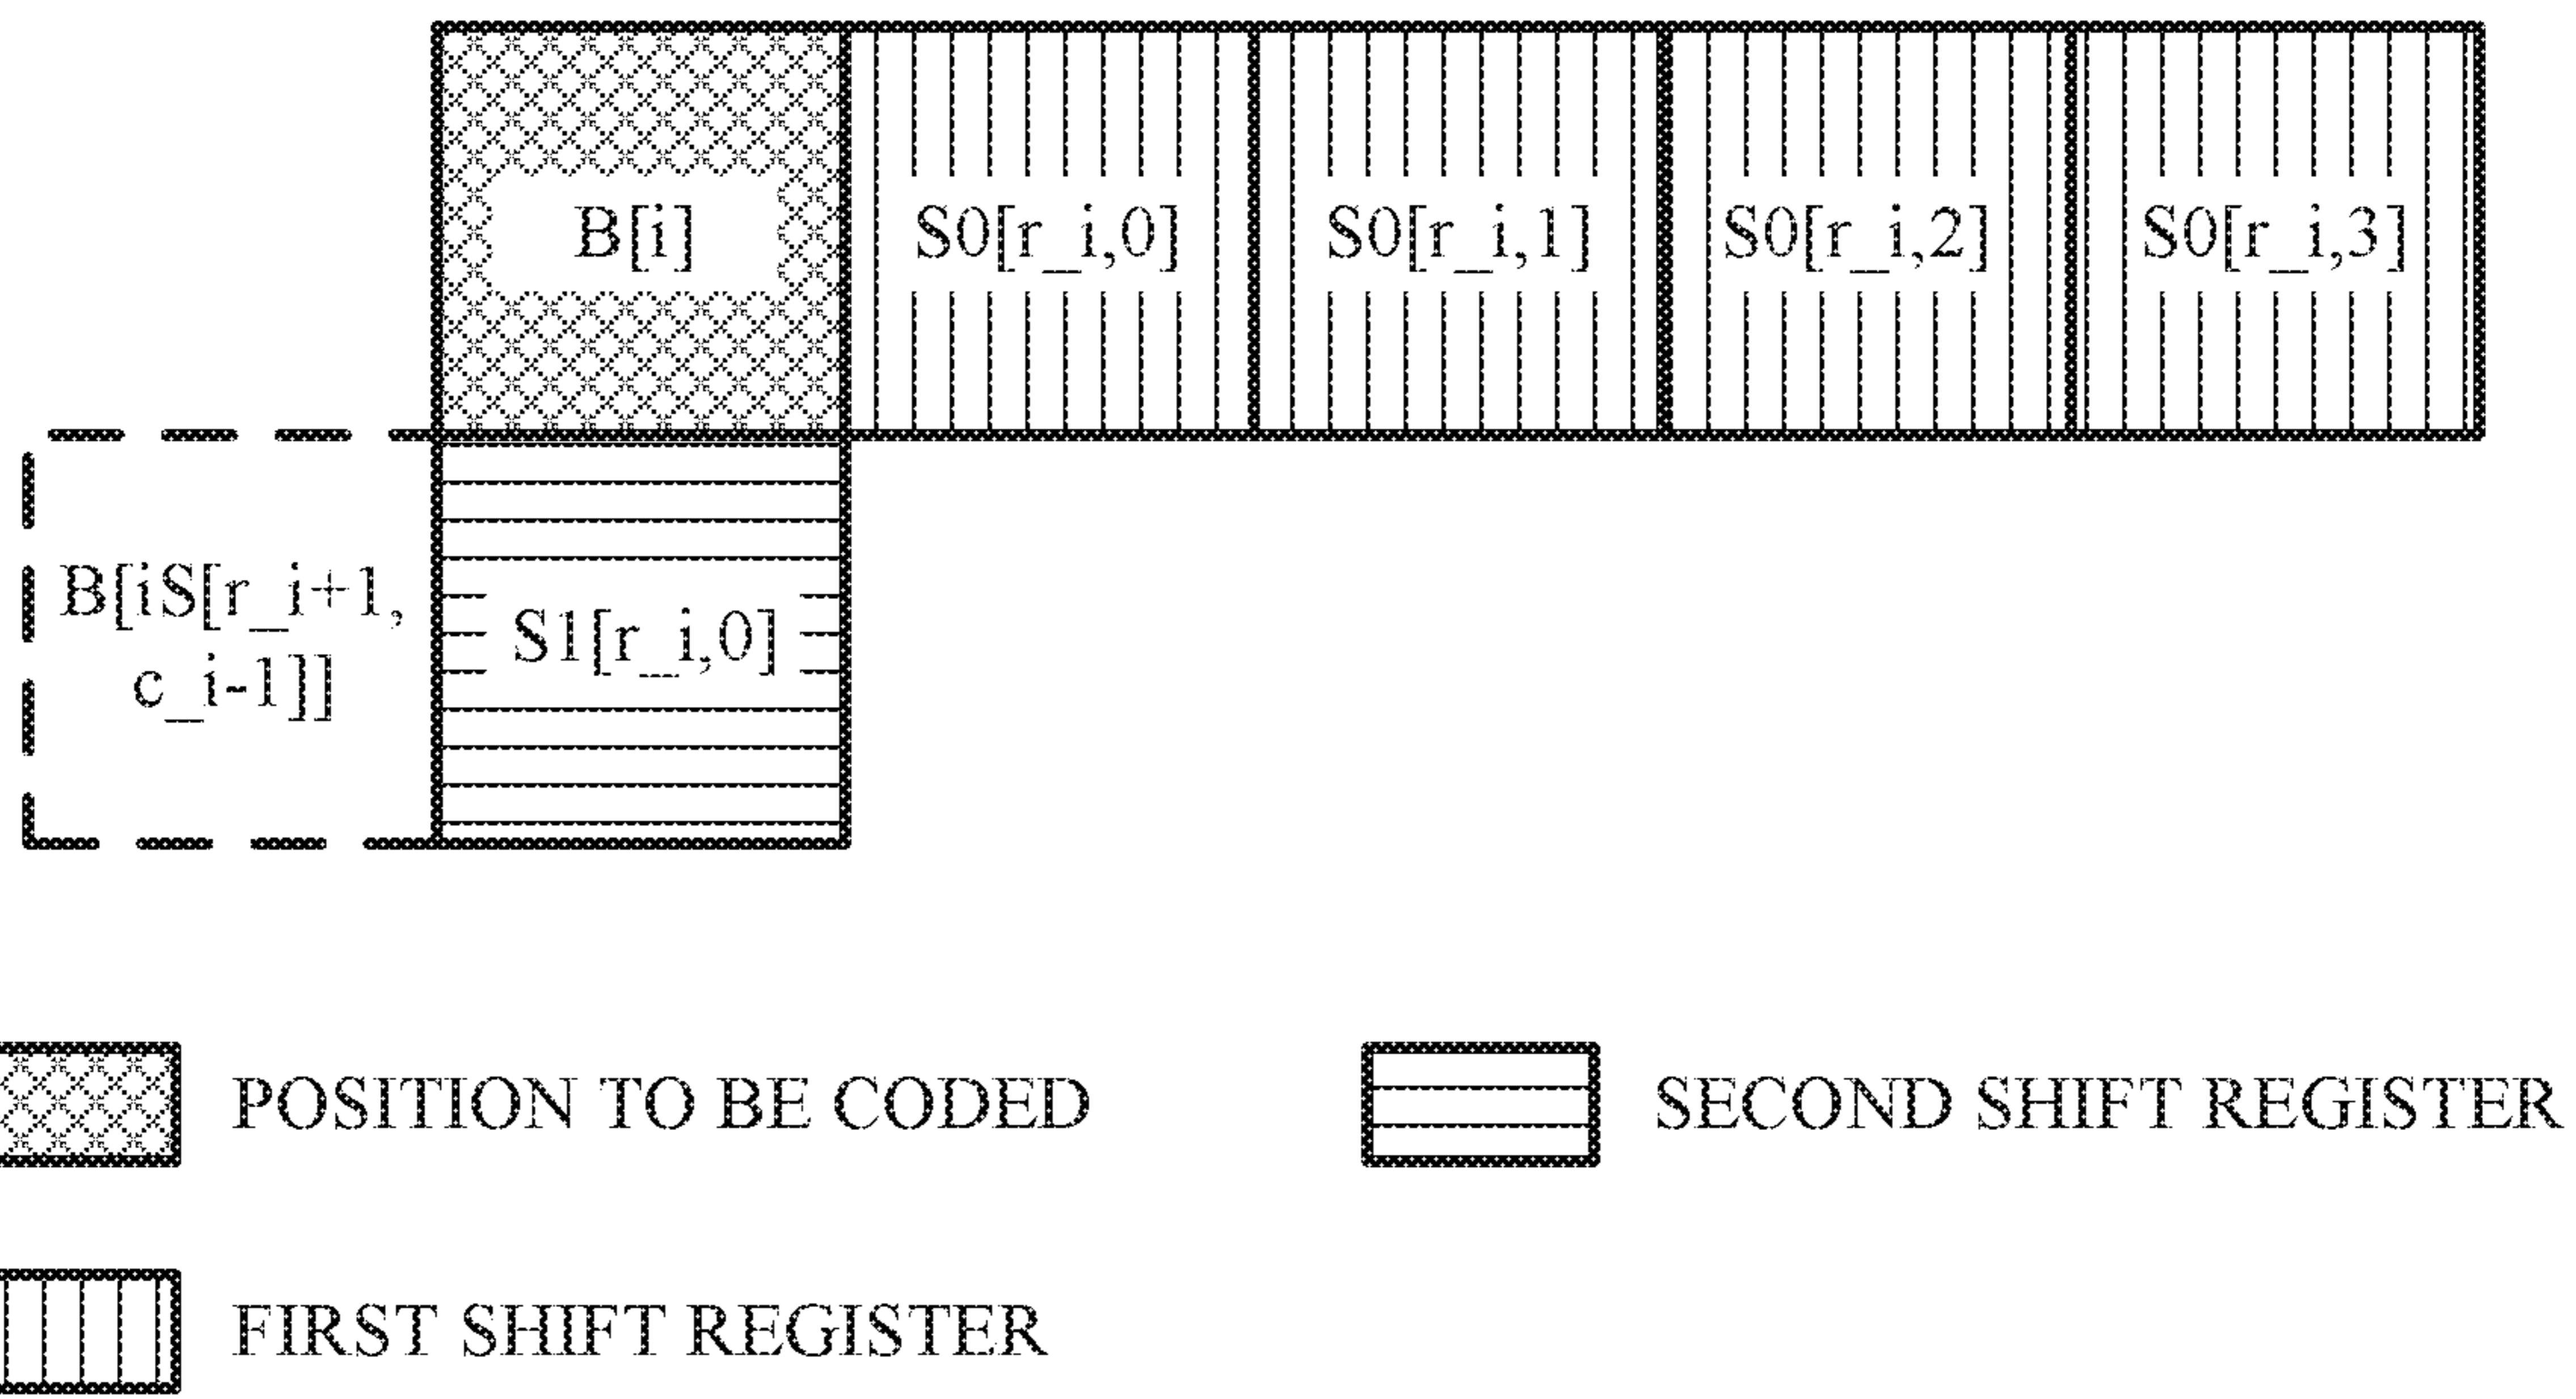 B[i] S0[r_i,0] S0[r_i,1] S0[r_i,2] S0[r_i,3]
B[iS[r_i+1,
c_i-1]]
S1[r_i,0]
POSITION TO BE CODED
SECOND SHIFT REGISTER
FIRST SHIFT REGISTER